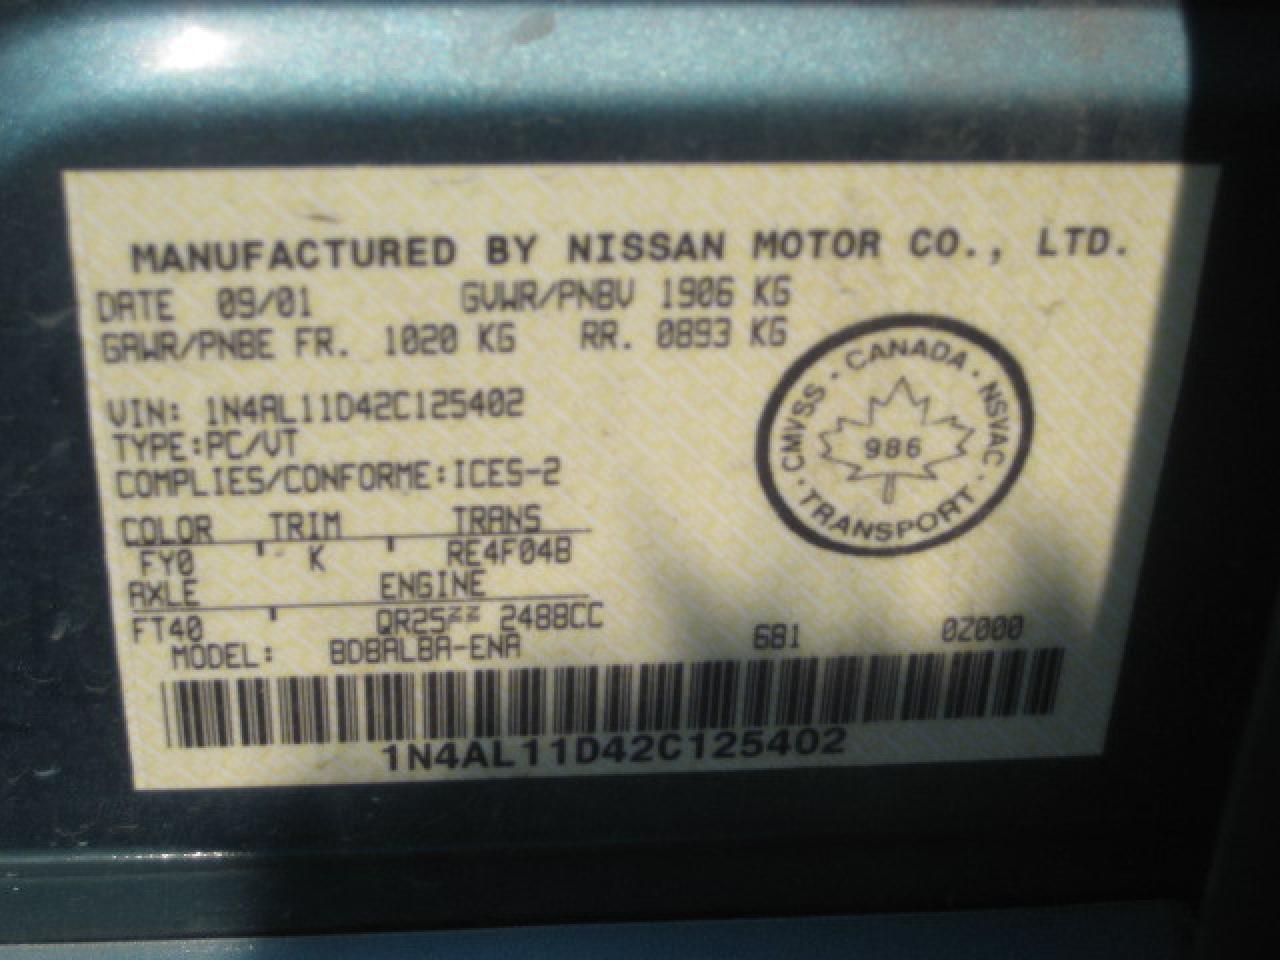 MANUFACTURED BY NISSAN MOTOR CO., LTD.
DATE 09/01 GVWR/PNBV 1906 KG
GAWR/PNBE FR. 1020 KG RR. 0893 KG
VIN: 1N4AL11D42C125402
TYPE:PC/VT
COMPLIES/CONFORME:ICES-2
COLOR TRIM TRANS
FY0 K RE4F04B
AXLE ENGINE
FT40 QR25ZZ 2488CC
MODEL: BDBALBA-ENA 681 0Z000
1N4AL11D42C125402
CANADA · NSVAC · TRANSPORT · CMVSS ·
986